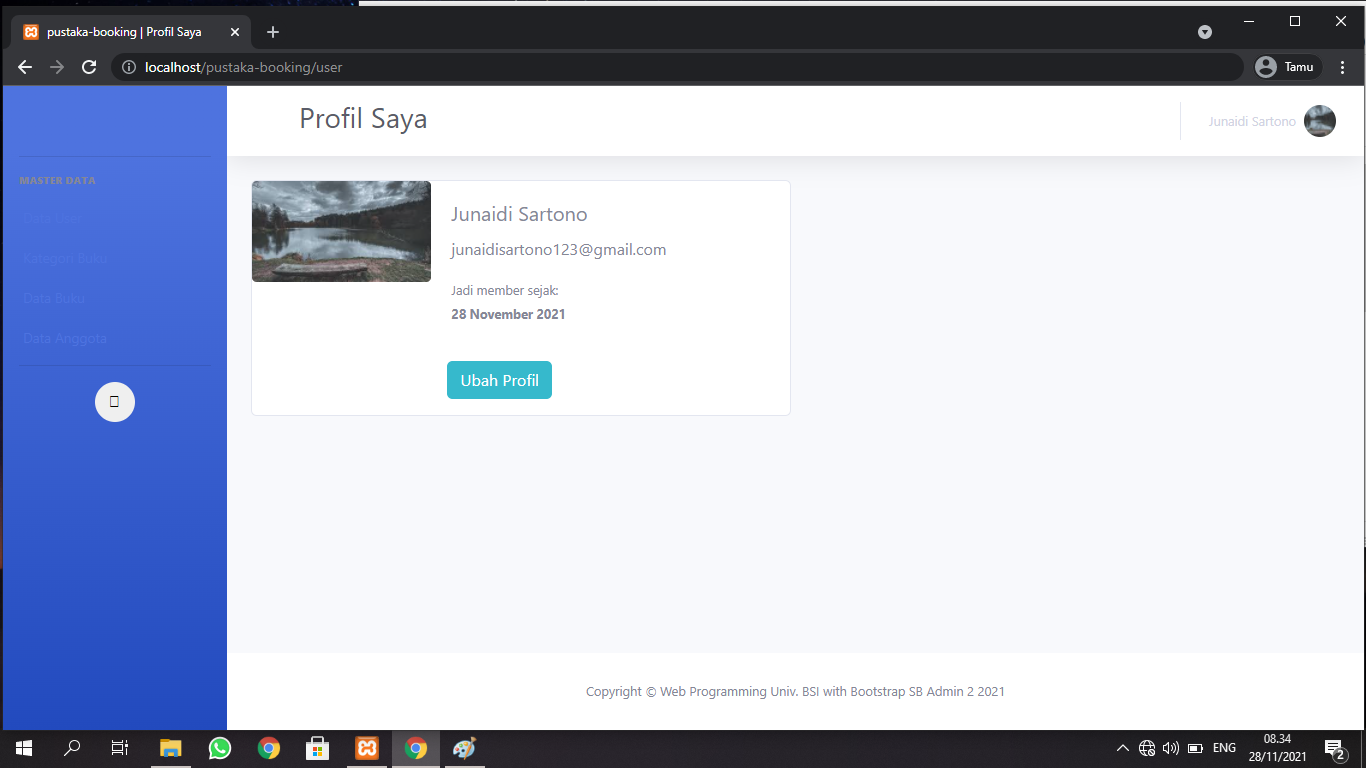 pustaka-booking | Profil Saya
localhost/pustaka-booking/user
Tamu
Profil Saya
Junaidi Sartono
MASTER DATA
Data User
Kategori Buku
Data Buku
Data Anggota
Junaidi Sartono
junaidisartono123@gmail.com
Jadi member sejak:
28 November 2021
Ubah Profil
Copyright © Web Programming Univ. BSI with Bootstrap SB Admin 2 2021
ENG
08.34
28/11/2021
2